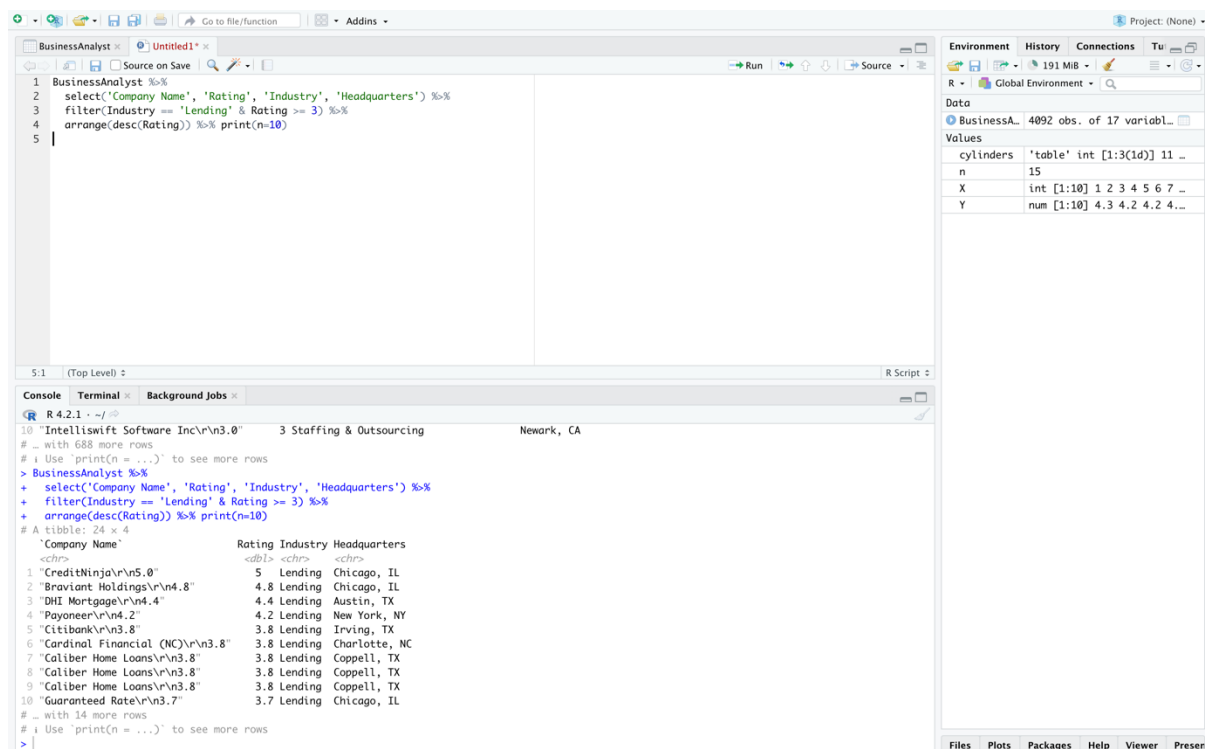 Go to file/function
Addins
Project: (None)
BusinessAnalyst
Untitled1*
Source on Save
Run
Source
1 BusinessAnalyst %>%
2 select('Company Name', 'Rating', 'Industry', 'Headquarters') %>%
3 filter(Industry == 'Lending' & Rating >= 3) %>%
4 arrange(desc(Rating)) %>% print(n=10)
5
5:1 (Top Level)
R Script
Console Terminal Background Jobs
R 4.2.1 · ~/
10 "Intelliswift Software Inc\r\n3.0" 3 Staffing & Outsourcing Newark, CA
# … with 688 more rows
# ℹ Use `print(n = ...)` to see more rows
> BusinessAnalyst %>%
+ select('Company Name', 'Rating', 'Industry', 'Headquarters') %>%
+ filter(Industry == 'Lending' & Rating >= 3) %>%
+ arrange(desc(Rating)) %>% print(n=10)
# A tibble: 24 × 4
`Company Name` Rating Industry Headquarters
<chr> <dbl> <chr> <chr>
1 "CreditNinja\r\n5.0" 5 Lending Chicago, IL
2 "Braviant Holdings\r\n4.8" 4.8 Lending Chicago, IL
3 "DHI Mortgage\r\n4.4" 4.4 Lending Austin, TX
4 "Payoneer\r\n4.2" 4.2 Lending New York, NY
5 "Citibank\r\n3.8" 3.8 Lending Irving, TX
6 "Cardinal Financial (NC)\r\n3.8" 3.8 Lending Charlotte, NC
7 "Caliber Home Loans\r\n3.8" 3.8 Lending Coppell, TX
8 "Caliber Home Loans\r\n3.8" 3.8 Lending Coppell, TX
9 "Caliber Home Loans\r\n3.8" 3.8 Lending Coppell, TX
10 "Guaranteed Rate\r\n3.7" 3.7 Lending Chicago, IL
# … with 14 more rows
# ℹ Use `print(n = ...)` to see more rows
>
Environment History Connections Tu
191 MiB
R Global Environment
Data
BusinessA… 4092 obs. of 17 variabl…
Values
cylinders 'table' int [1:3(1d)] 11 …
n 15
X int [1:10] 1 2 3 4 5 6 7 …
Y num [1:10] 4.3 4.2 4.2 4.…
Files Plots Packages Help Viewer Presen